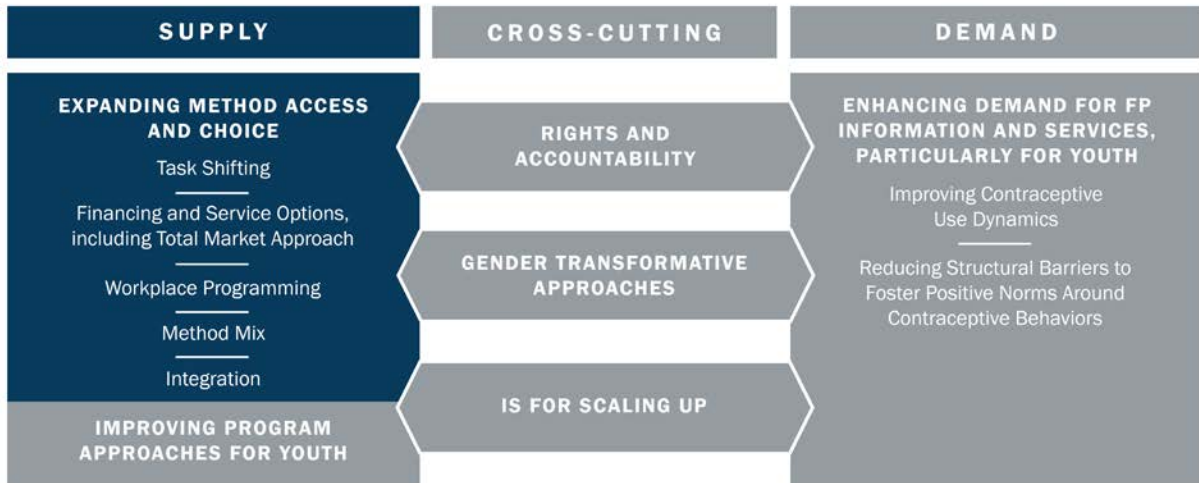 SUPPLY
CROSS-CUTTING
DEMAND
EXPANDING METHOD ACCESS
AND CHOICE
Task Shifting
Financing and Service Options,
including Total Market Approach
Workplace Programming
Method Mix
Integration
IMPROVING PROGRAM
APPROACHES FOR YOUTH
RIGHTS AND
ACCOUNTABILITY
GENDER TRANSFORMATIVE
APPROACHES
IS FOR SCALING UP
ENHANCING DEMAND FOR FP
INFORMATION AND SERVICES,
PARTICULARLY FOR YOUTH
Improving Contraceptive
Use Dynamics
Reducing Structural Barriers to
Foster Positive Norms Around
Contraceptive Behaviors